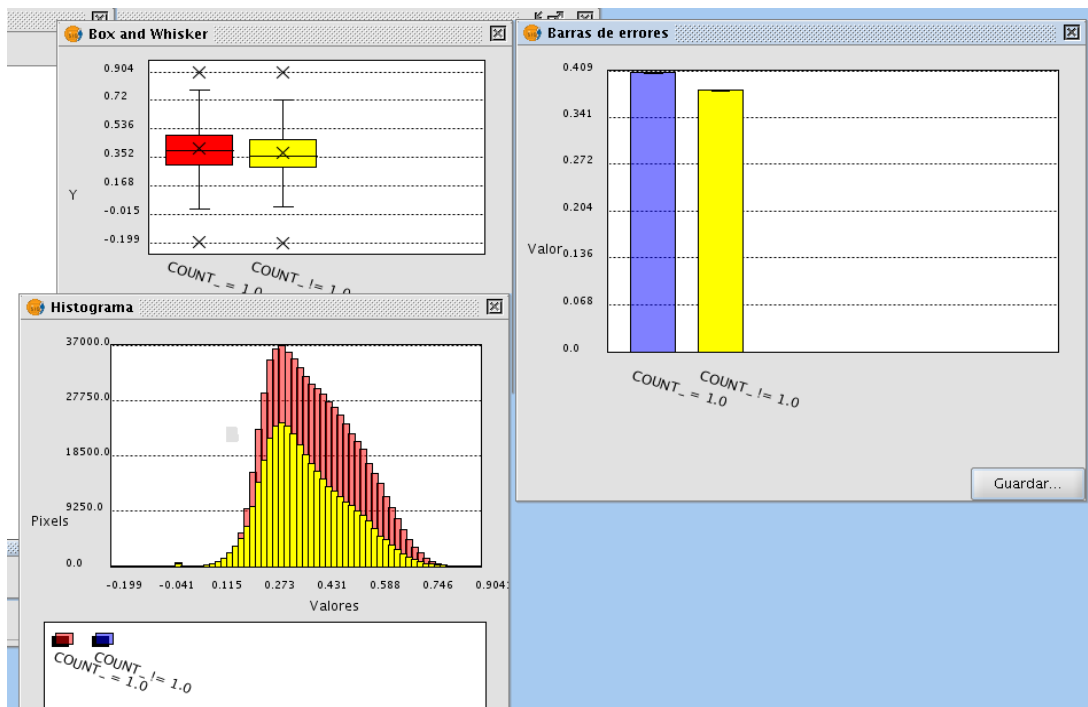 Box and Whisker
0.904
0.72
0.536
0.352
0.168
-0.015
-0.199
Y
COUNT_ = 1.0
COUNT_ != 1.0
Barras de errores
0.409
0.341
0.272
0.204
0.136
0.068
0.0
Valor
COUNT_ = 1.0
COUNT_ != 1.0
Guardar...
Histograma
37000.0
27750.0
18500.0
9250.0
0.0
Pixels
-0.199 -0.041 0.115 0.273 0.431 0.588 0.746 0.904
Valores
COUNT_ = 1.0
COUNT_ != 1.0